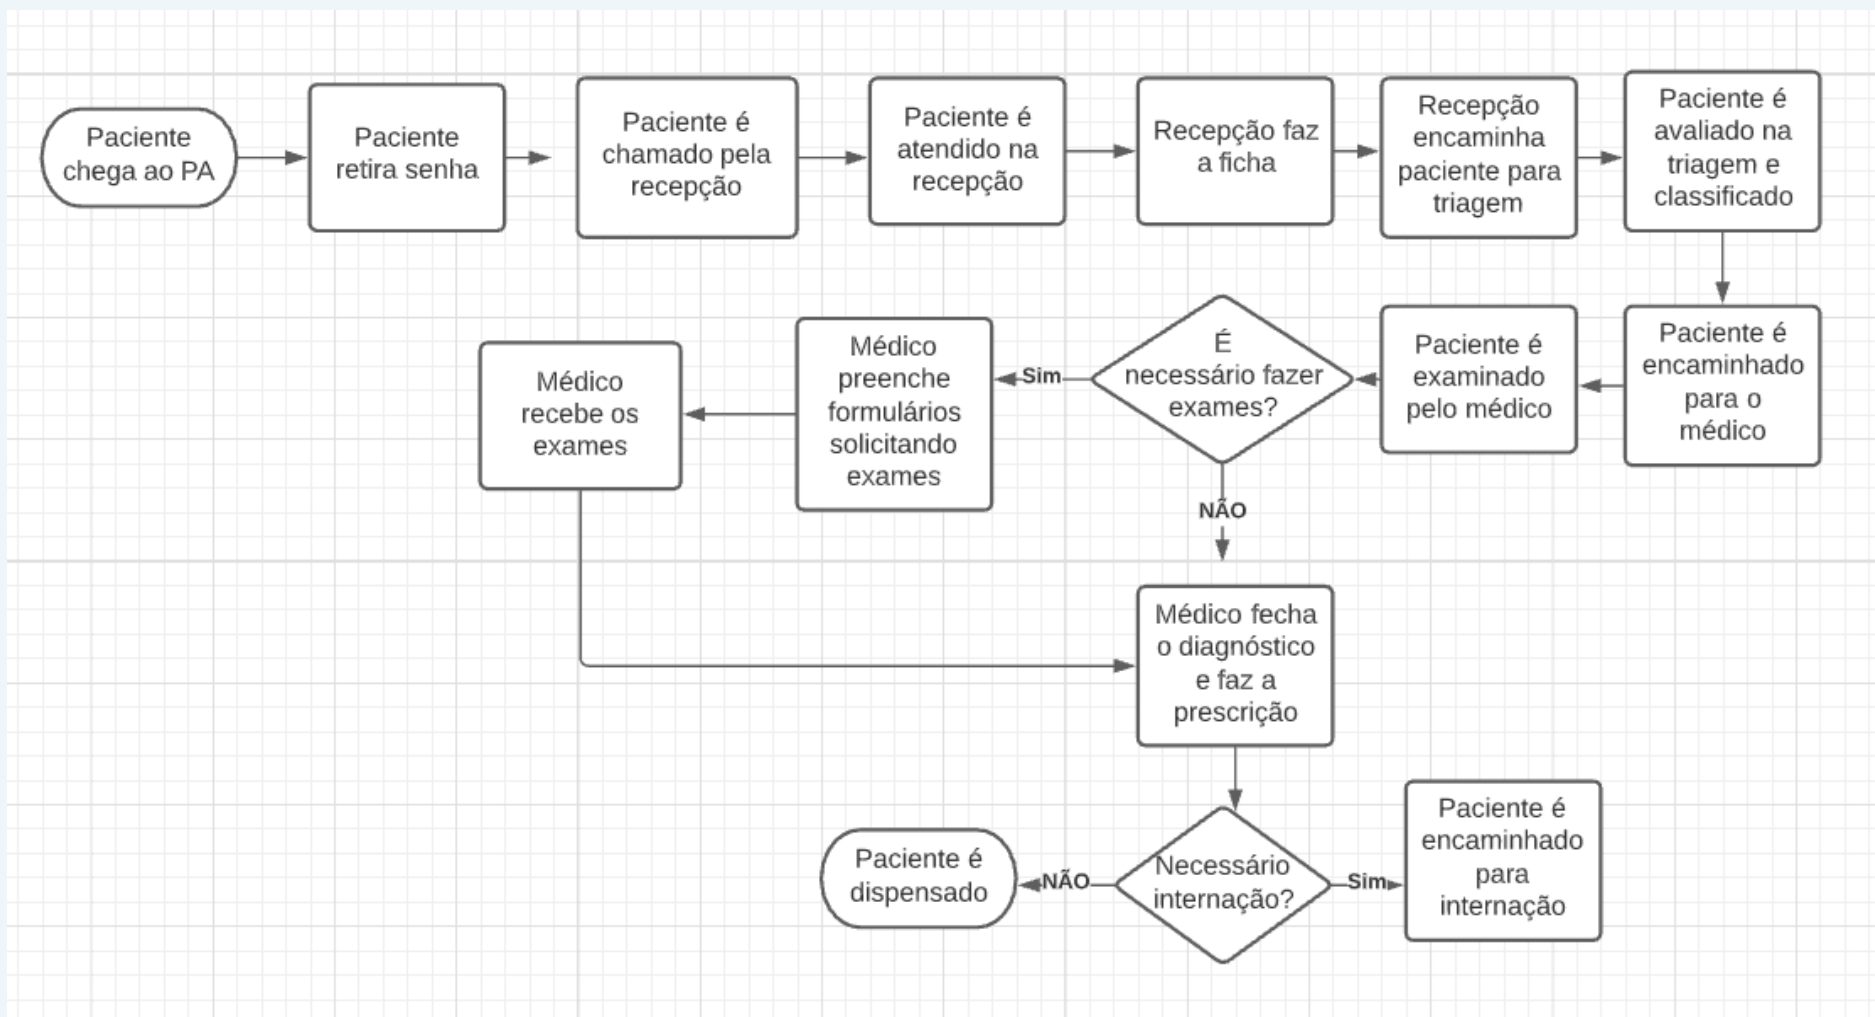 Paciente
chega ao PA
Paciente
retira senha
Paciente é
chamado pela
recepção
Paciente é
atendido na
recepção
Recepção faz
a ficha
Recepção
encaminha
paciente para
triagem
Paciente é
avaliado na
triagem e
classificado
Paciente é
encaminhado
para o
médico
Paciente é
examinado
pelo médico
É
necessário fazer
exames?
Sim
Médico
preenche
formulários
solicitando
exames
Médico
recebe os
exames
NÃO
Médico fecha
o diagnóstico
e faz a
prescrição
Necessário
internação?
NÃO
Paciente é
dispensado
Sim
Paciente é
encaminhado
para
internação